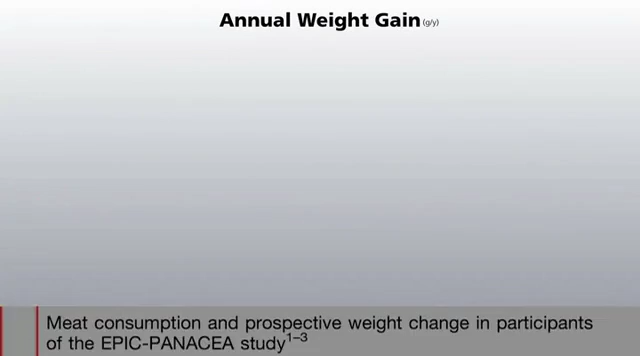 Annual Weight Gain (g/y)
Meat consumption and prospective weight change in participants
of the EPIC-PANACEA study¹⁻³